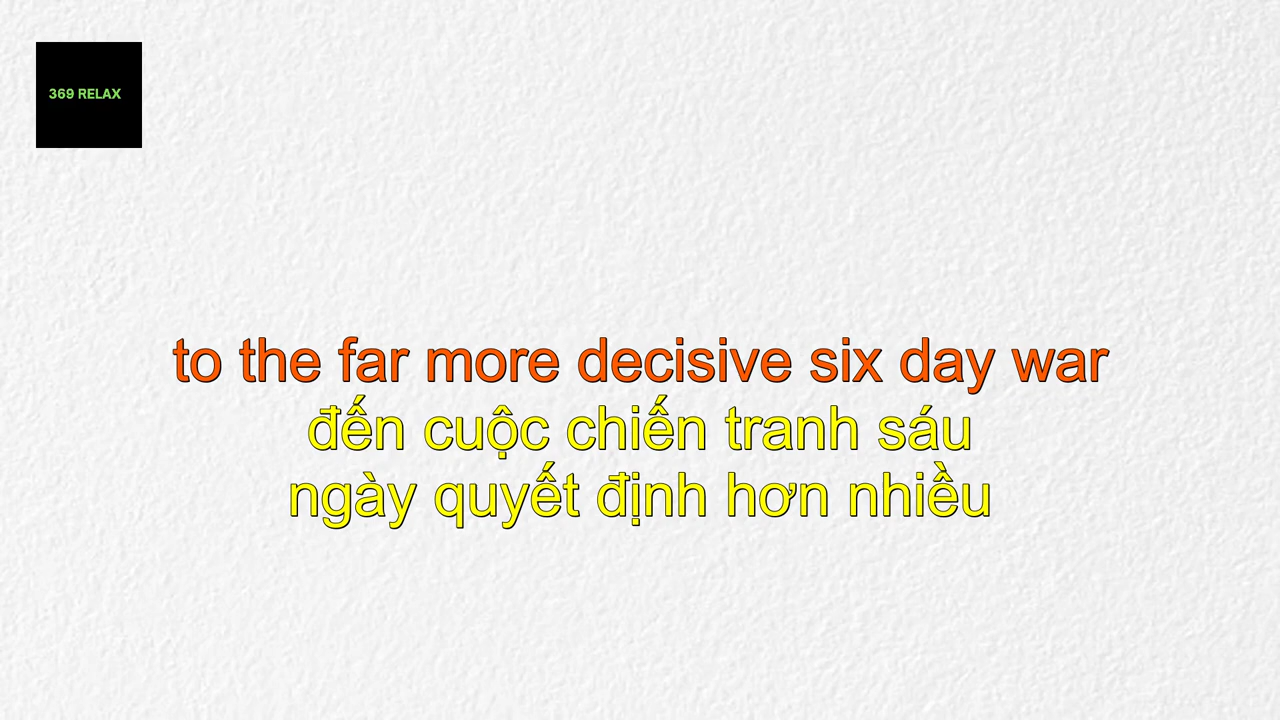 369 RELAX
to the far more decisive six day war
đến cuộc chiến tranh sáu
ngày quyết định hơn nhiều